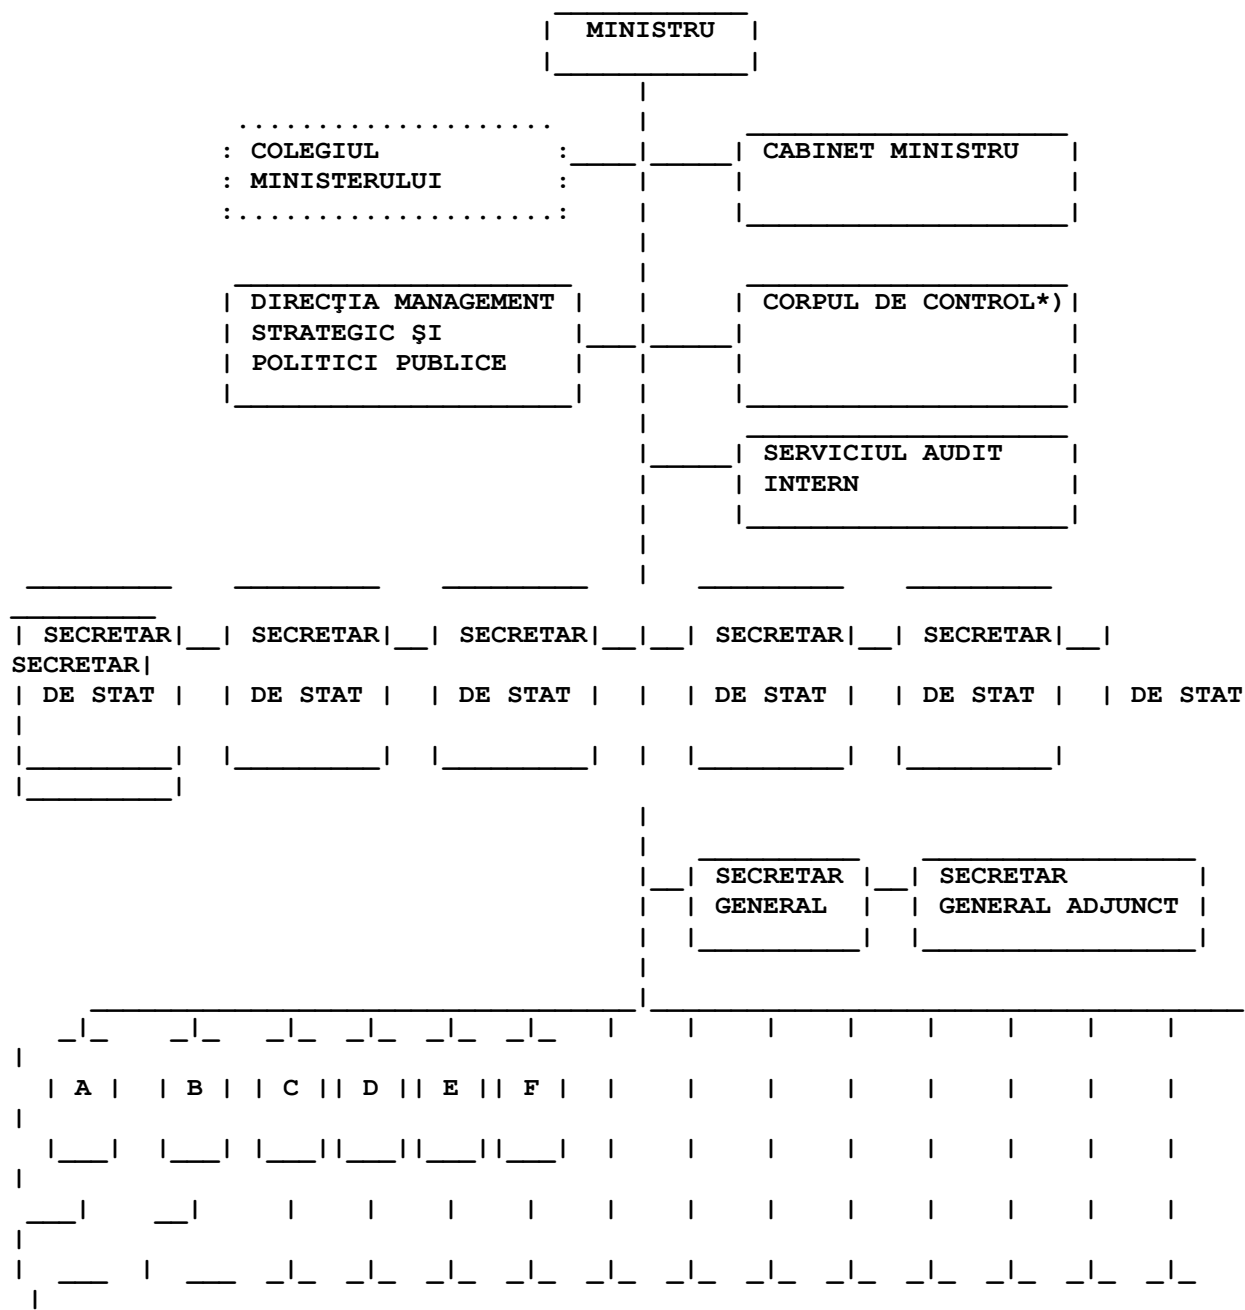 MINISTRU
COLEGIUL
MINISTERULUI
CABINET MINISTRU
DIRECŢIA MANAGEMENT
STRATEGIC ŞI
POLITICI PUBLICE
CORPUL DE CONTROL*)
SERVICIUL AUDIT
INTERN
SECRETAR SECRETAR SECRETAR SECRETAR SECRETAR
SECRETAR
DE STAT DE STAT DE STAT DE STAT DE STAT DE STAT
SECRETAR
GENERAL
SECRETAR
GENERAL ADJUNCT
A B C D E F